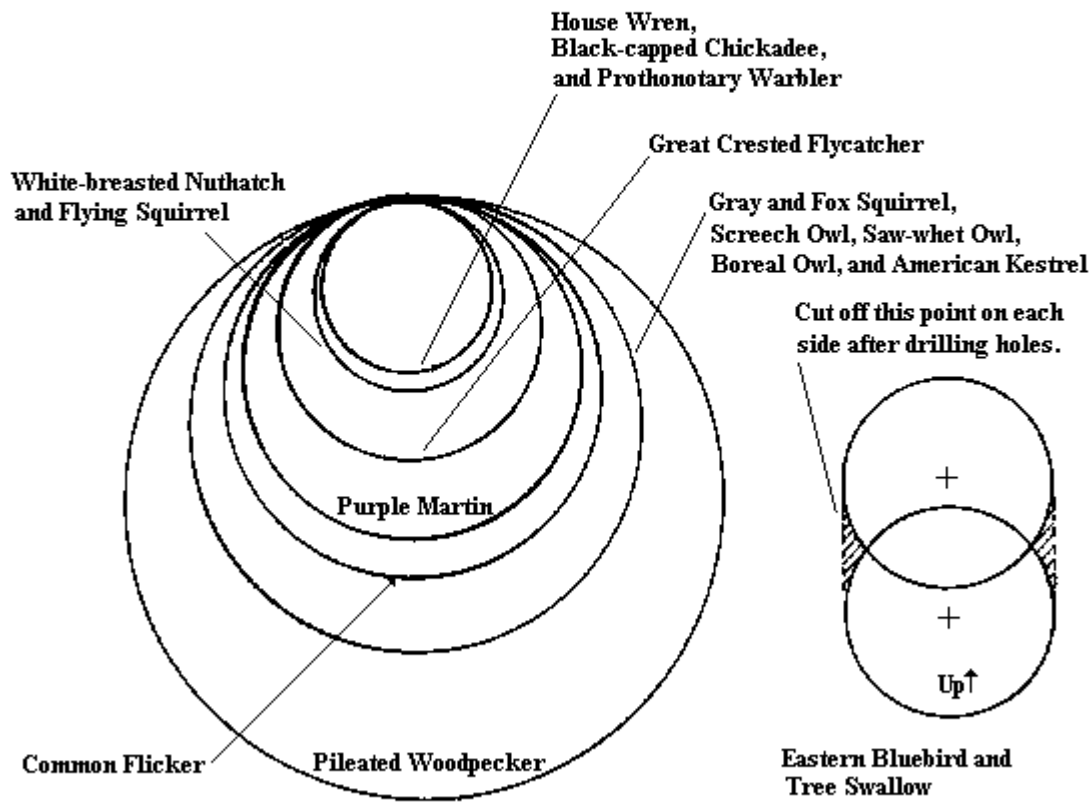 House Wren,
Black-capped Chickadee,
and Prothonotary Warbler
Great Crested Flycatcher
White-breasted Nuthatch
and Flying Squirrel
Gray and Fox Squirrel,
Screech Owl, Saw-whet Owl,
Boreal Owl, and American Kestrel
Cut off this point on each
side after drilling holes.
Purple Martin
Up↑
Common Flicker
Pileated Woodpecker
Eastern Bluebird and
Tree Swallow